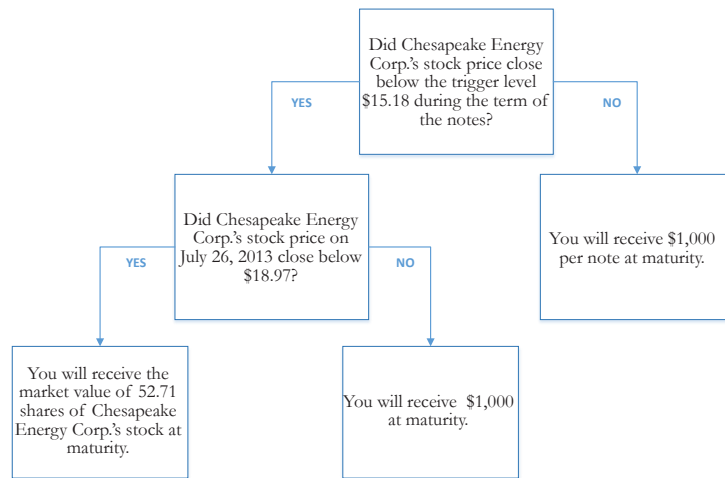 Did Chesapeake Energy
Corp.'s stock price close
below the trigger level
$15.18 during the term of
the notes?
YES
NO
Did Chesapeake Energy
Corp.'s stock price on
July 26, 2013 close below
$18.97?
You will receive $1,000
per note at maturity.
YES
NO
You will receive the
market value of 52.71
shares of Chesapeake
Energy Corp.'s stock at
maturity.
You will receive $1,000
at maturity.